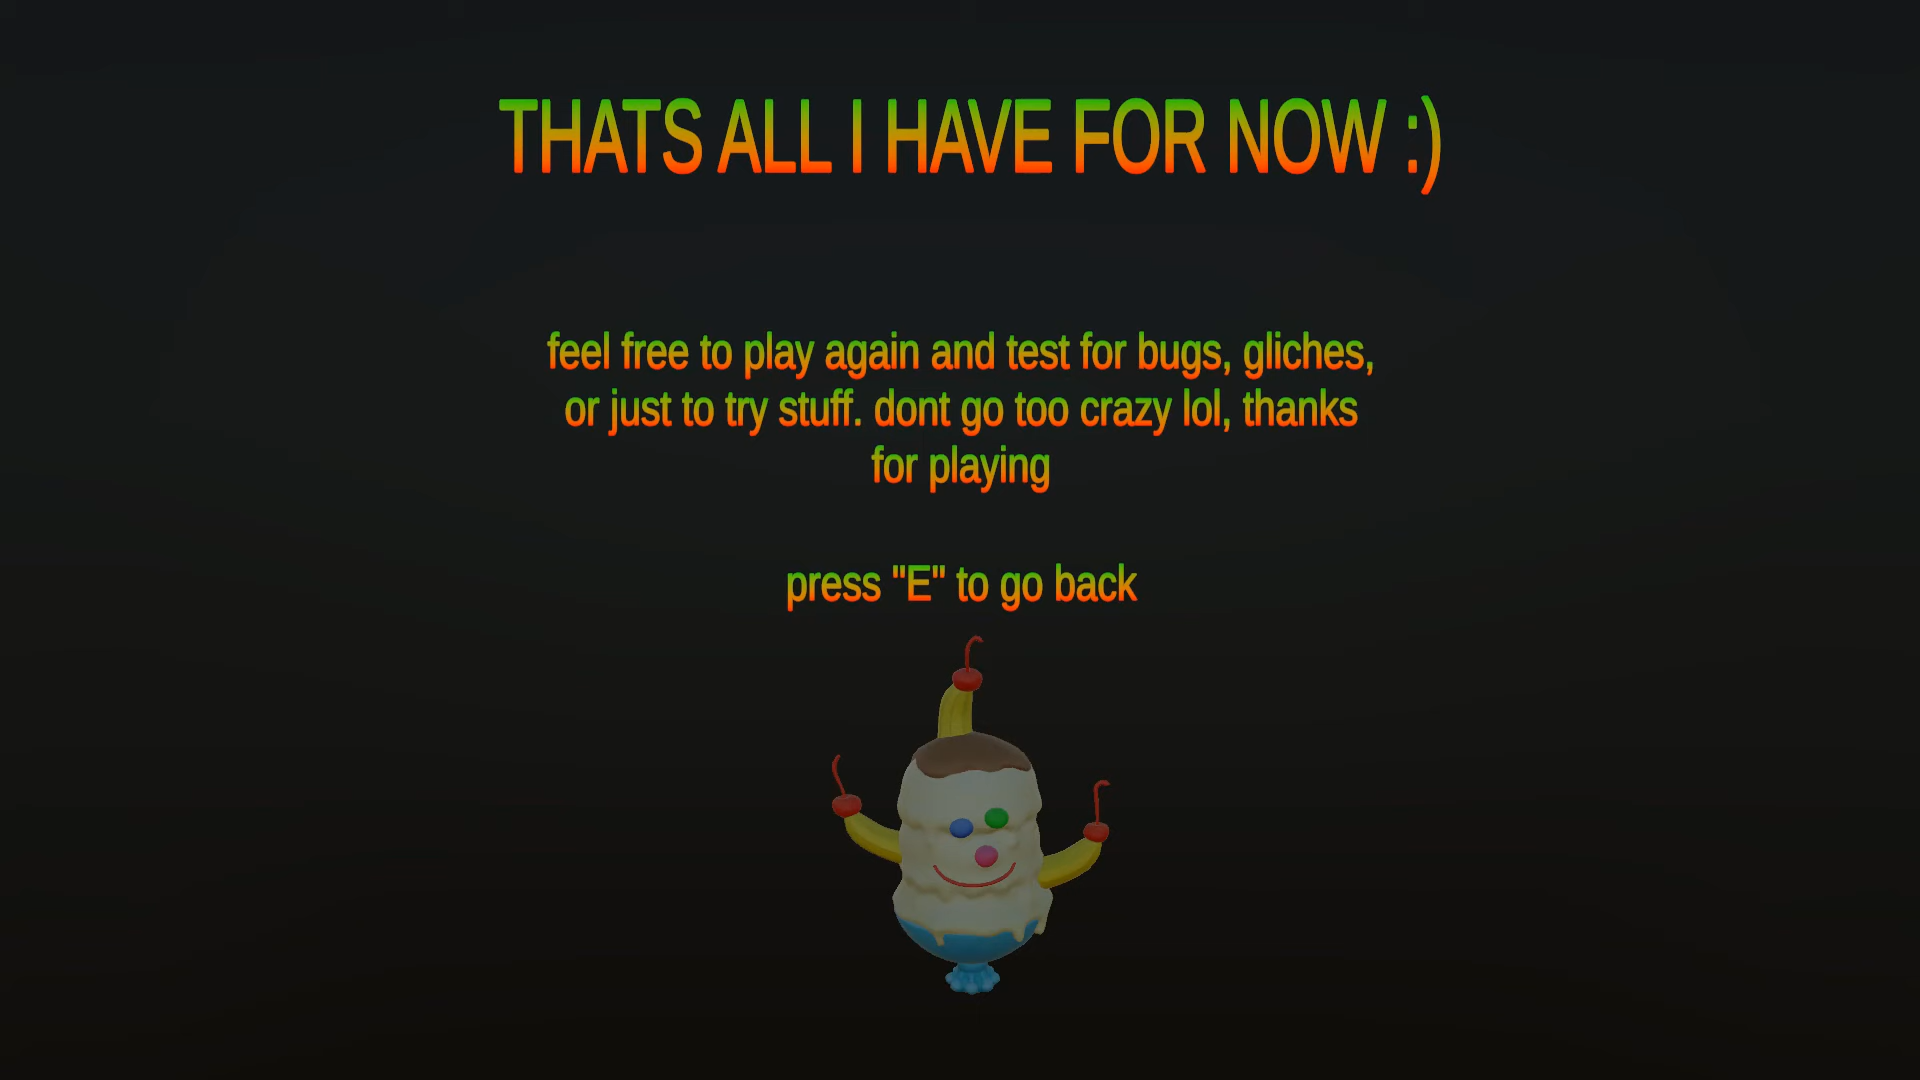 THATS ALL I HAVE FOR NOW :)
feel free to play again and test for bugs, gliches,
or just to try stuff. dont go too crazy lol, thanks
for playing
press "E" to go back